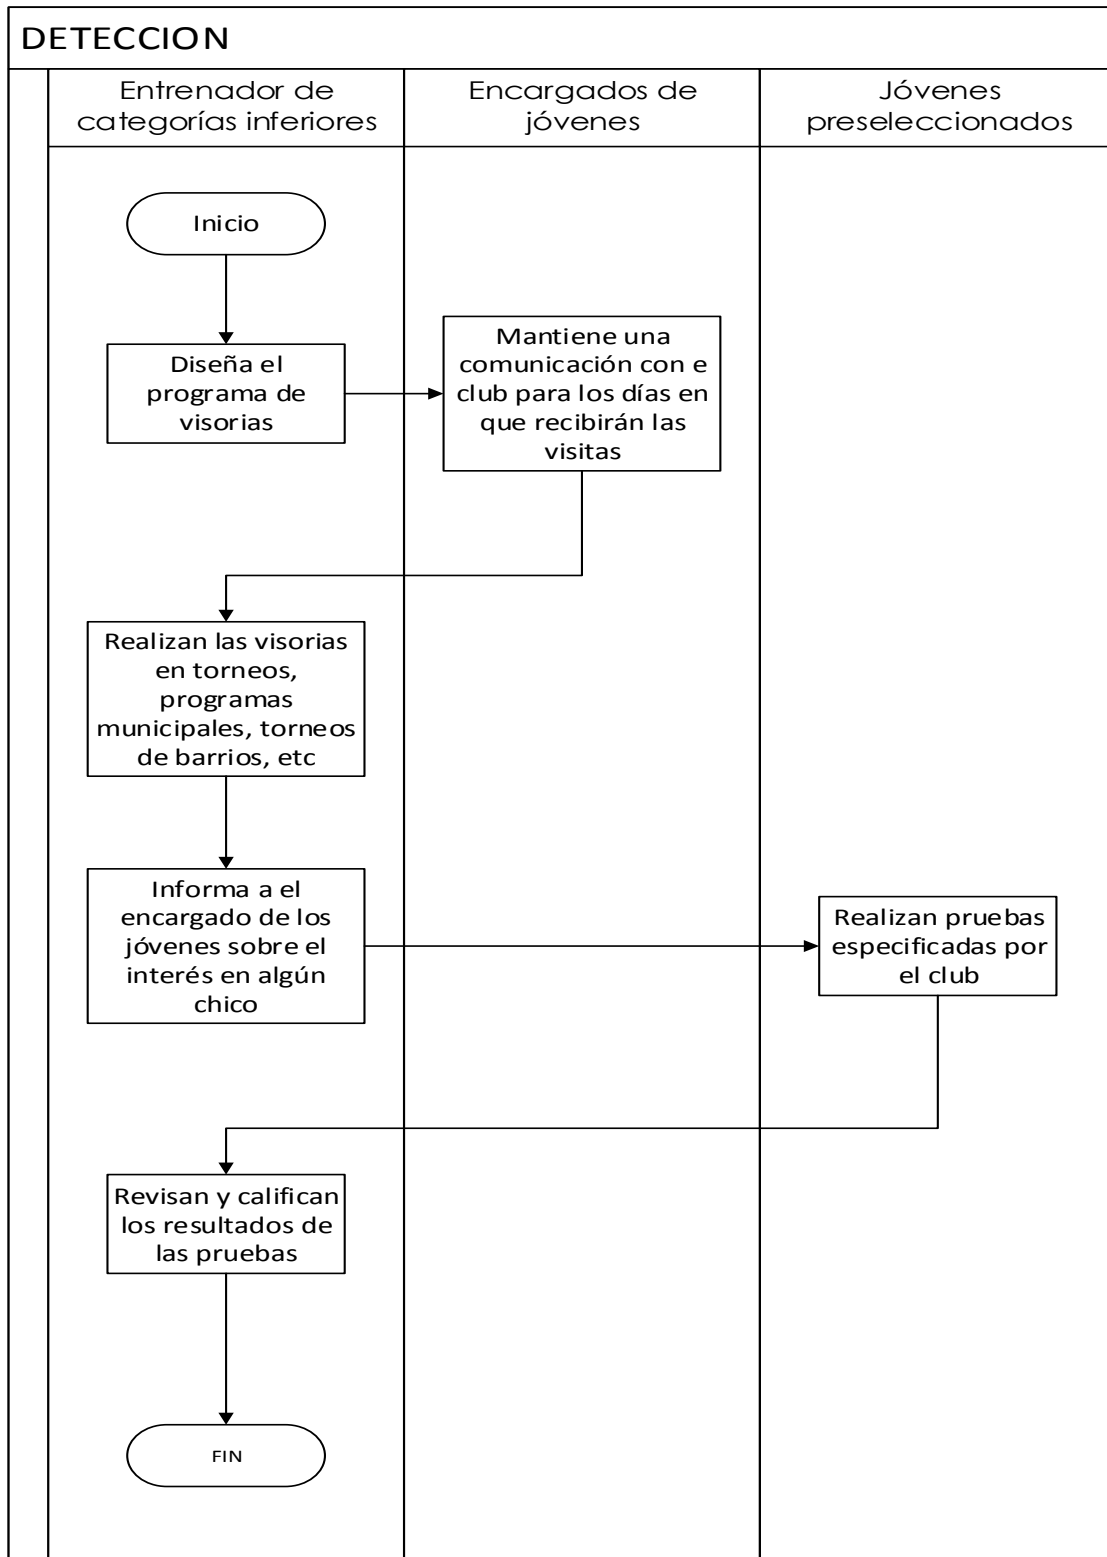 DETECCION
Entrenador de
categorías inferiores
Encargados de
jóvenes
Jóvenes
preseleccionados
Inicio
Diseña el
programa de
visorias
Mantiene una
comunicación con e
club para los días en
que recibirán las
visitas
Realizan las visorias
en torneos,
programas
municipales, torneos
de barrios, etc
Informa a el
encargado de los
jóvenes sobre el
interés en algún
chico
Realizan pruebas
especificadas por
el club
Revisan y califican
los resultados de
las pruebas
FIN